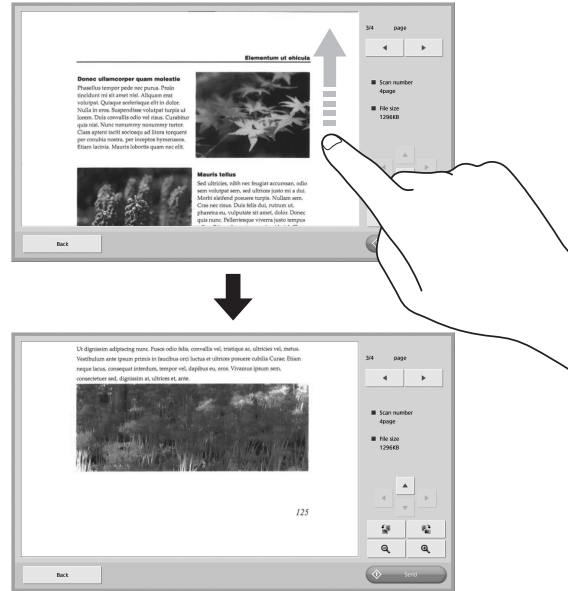 3/4 page
Elementum ut ehicula
Donec ullamcorper quam molestie
Phasellus tempor pede nec purus. Proin
tincidunt mi sit amet nisl. Aliquam erat
volutpat. Quisque scelerisque elit in dolor.
Nulla in eros. Suspendisse volutpat turpis ut
lorem. Duis convallis odio vel risus. Curabitur
quis nisi. Nunc nonummy nonummy tortor.
Class aptent taciti sociosqu ad litora torquent
per conubia nostra, per inceptos hymenaeos.
Etiam lacinia. Mauris lobortis quam nec elit.
Mauris tellus
Sed ultricies, nibh nec feugiat accumsan, odio
sem volutpat sem, sed ultrices justo mi a dui.
Morbi eleifend posuere turpis. Nullam sem.
Cras nec risus. Duis felis dui, rutrum ut,
pharetra eu, vulputate sit amet, dolor. Donec
quis nunc. Pellentesque viverra justo tempus
Scan number
4page
File size
1296KB
Back
Ut dignissim adipiscing nunc. Fusce odio felis, convallis vel, tristique ac, ultricies vel, metus.
Vestibulum ante ipsum primis in faucibus orci luctus et ultrices posuere cubilia Curae; Etiam
neque lacus, consequat interdum, tempor vel, dapibus eu, eros. Vivamus ipsum sem,
consectetuer sed, dignissim at, ultrices et, ante.
125
3/4 page
Scan number
4page
File size
1296KB
Back
Send